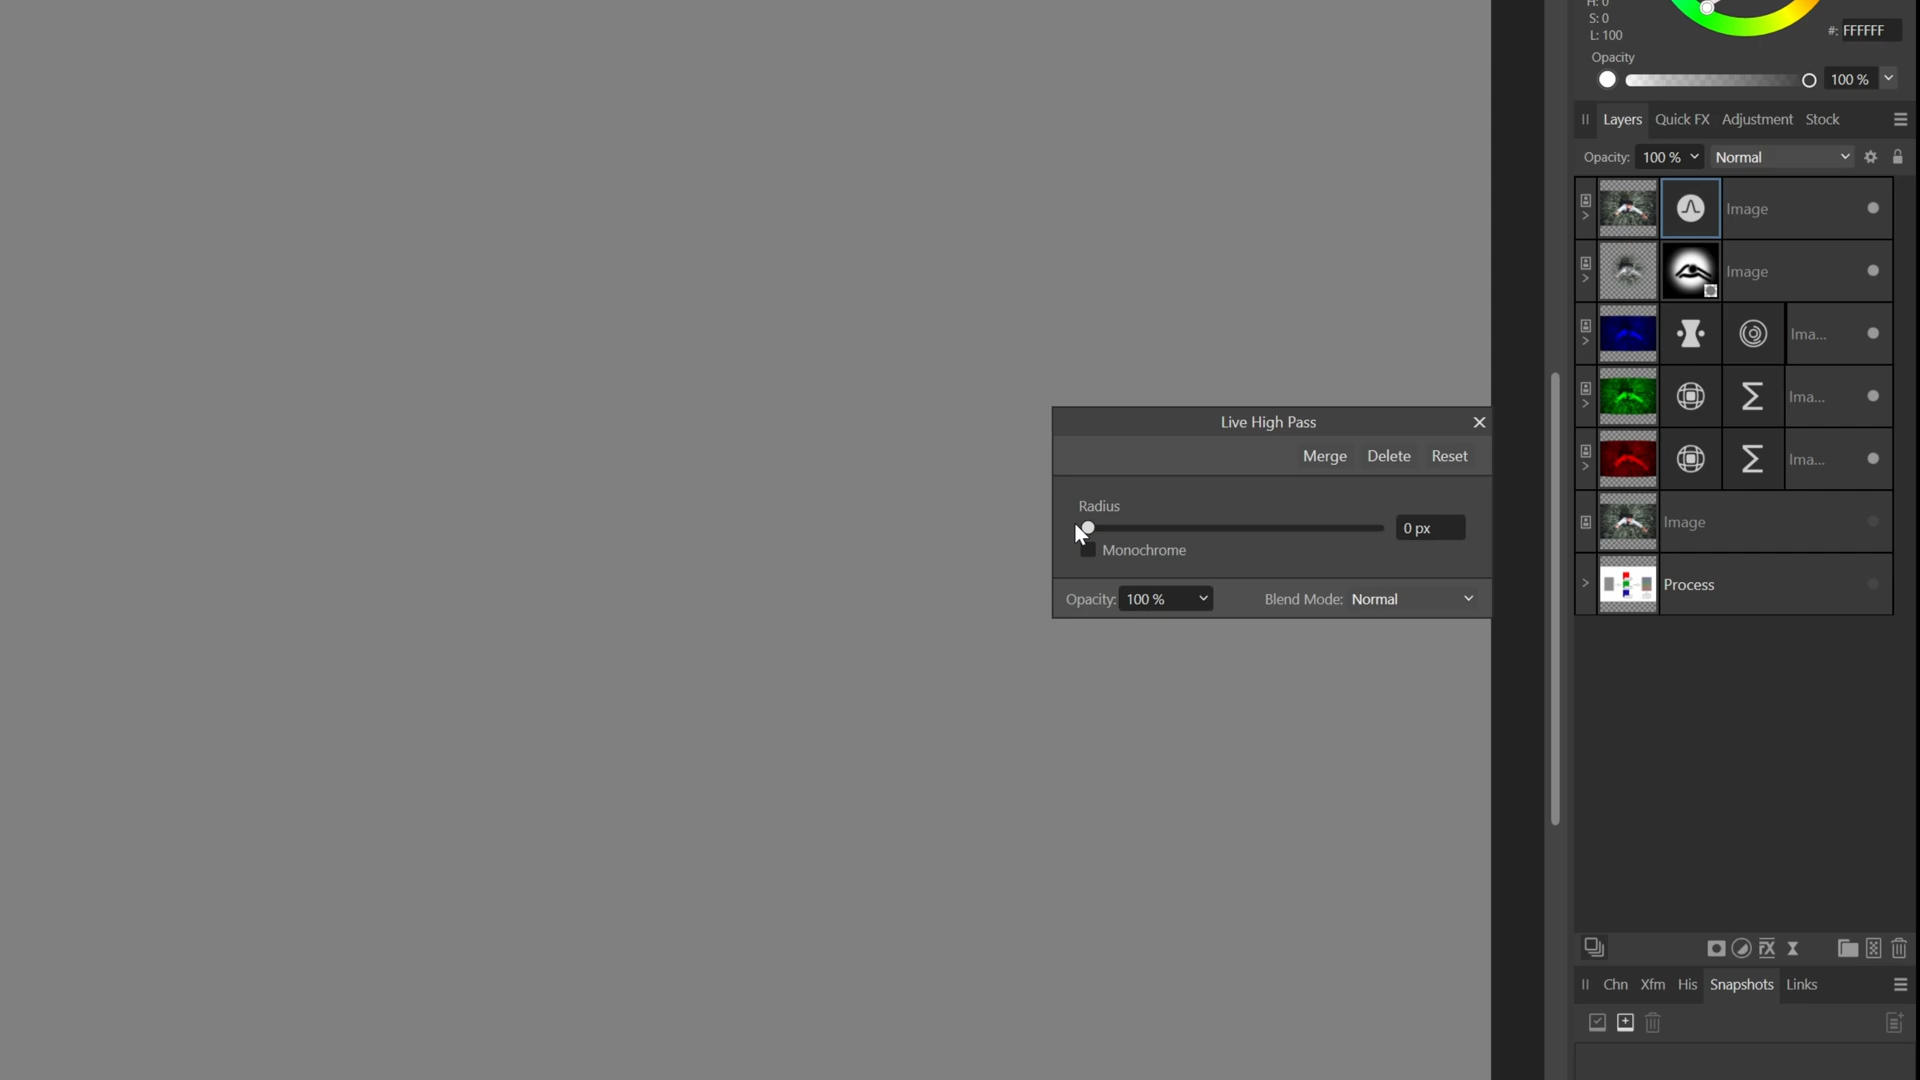 H: 0
S: 0
L: 100
#: FFFFFF
Opacity
100 %
Layers Quick FX Adjustment Stock
Opacity: 100 % Normal
Image
Image
Ima...
Ima...
Ima...
Image
Process
Live High Pass
Merge Delete Reset
Radius
0 px
Monochrome
Opacity: 100 % Blend Mode: Normal
Chn Xfm His Snapshots Links